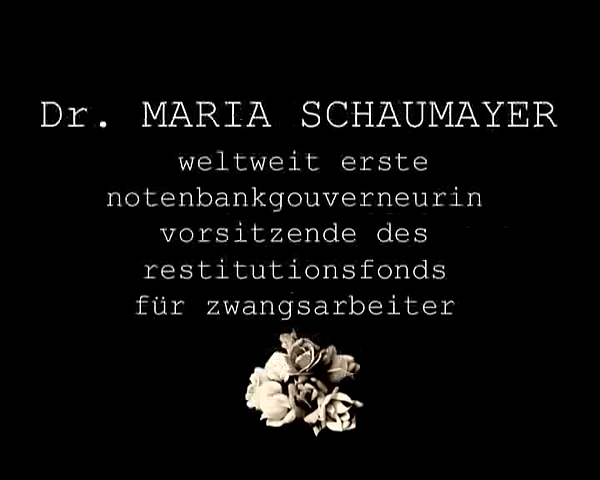 Dr. MARIA SCHAUMAYER
weltweit erste
notenbankgouverneurin
vorsitzende des
restitutionsfonds
für zwangsarbeiter